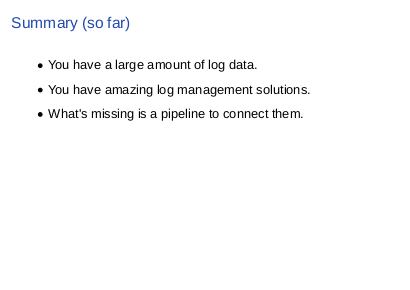 Summary (so far)
• You have a large amount of log data.
• You have amazing log management solutions.
• What's missing is a pipeline to connect them.